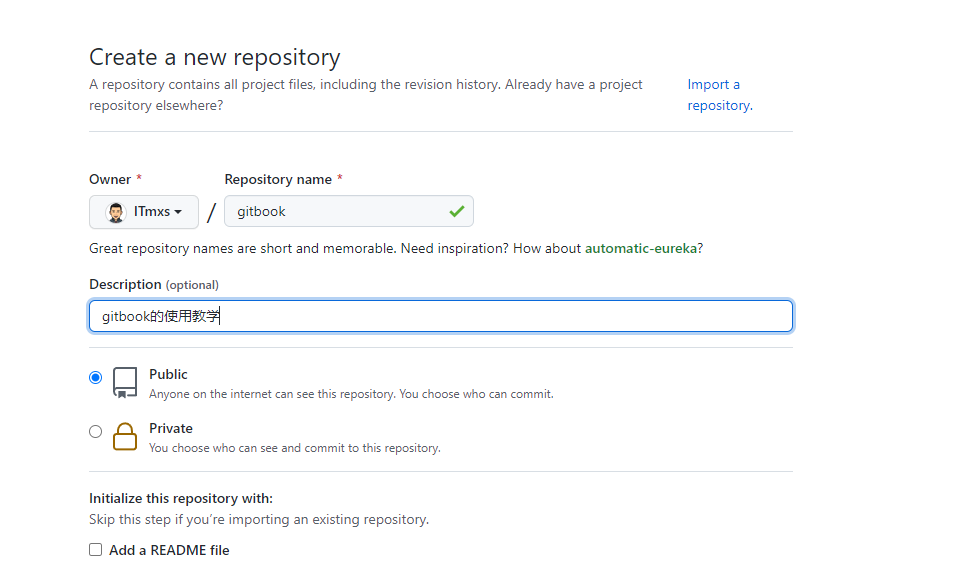 Create a new repository
A repository contains all project files, including the revision history. Already have a project
repository elsewhere?
Import a
repository.
Owner *
Repository name *
ITmxs
/
gitbook
Great repository names are short and memorable. Need inspiration? How about automatic-eureka?
Description (optional)
gitbook的使用教学
Public
Anyone on the internet can see this repository. You choose who can commit.
Private
You choose who can see and commit to this repository.
Initialize this repository with:
Skip this step if you’re importing an existing repository.
Add a README file